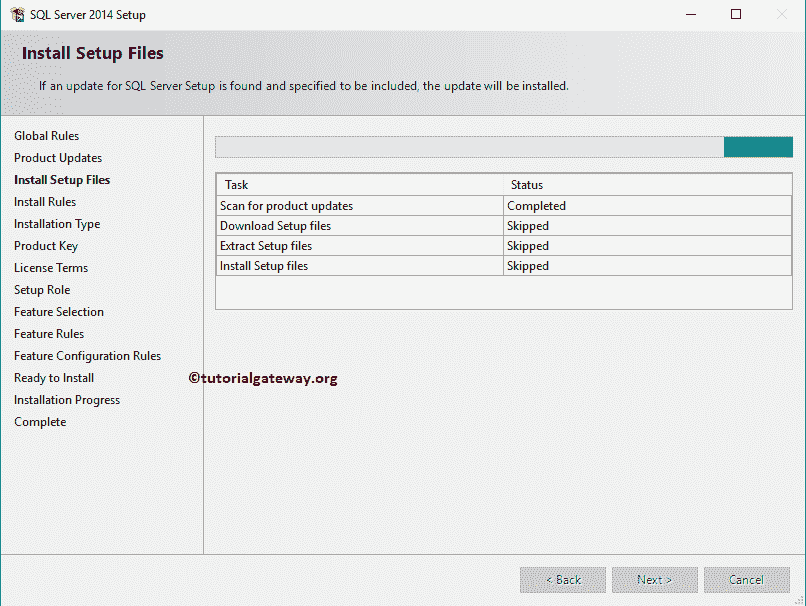 SQL Server 2014 Setup
Install Setup Files
If an update for SQL Server Setup is found and specified to be included, the update will be installed.
Global Rules
Product Updates
Install Setup Files
Install Rules
Installation Type
Product Key
License Terms
Setup Role
Feature Selection
Feature Rules
Feature Configuration Rules
Ready to Install
Installation Progress
Complete
Task Status
Scan for product updates Completed
Download Setup files Skipped
Extract Setup files Skipped
Install Setup files Skipped
©tutorialgateway.org
< Back Next > Cancel